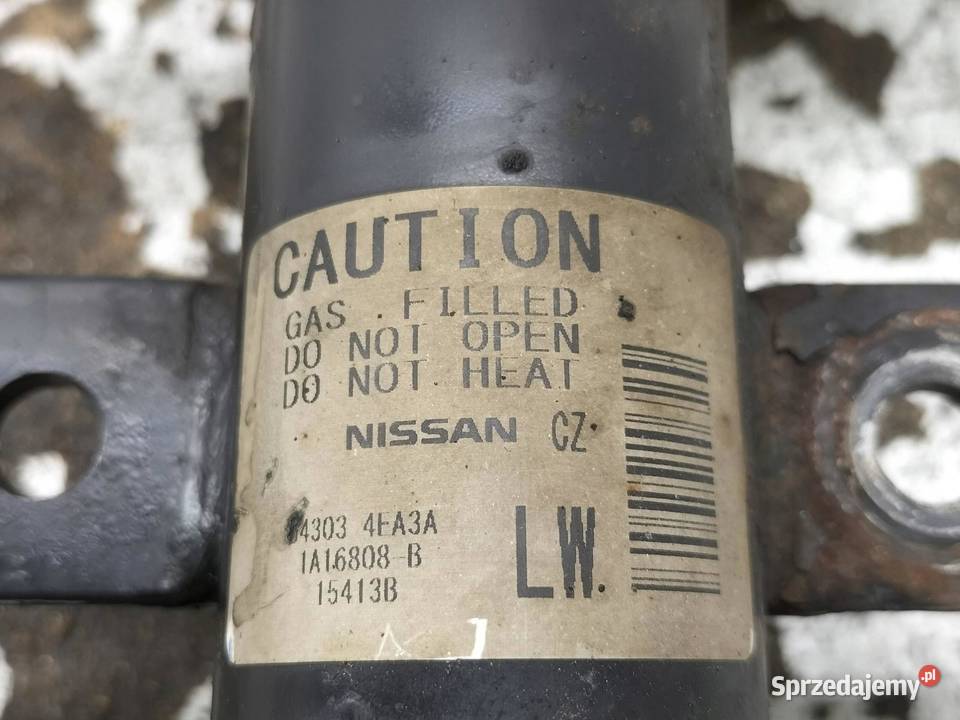 CAUTION
GAS FILLED
DO NOT OPEN
DO NOT HEAT
NISSAN CZ
4303 4EA3A
1A16808-B
15413B
LW.
Sprzedajemy.pl